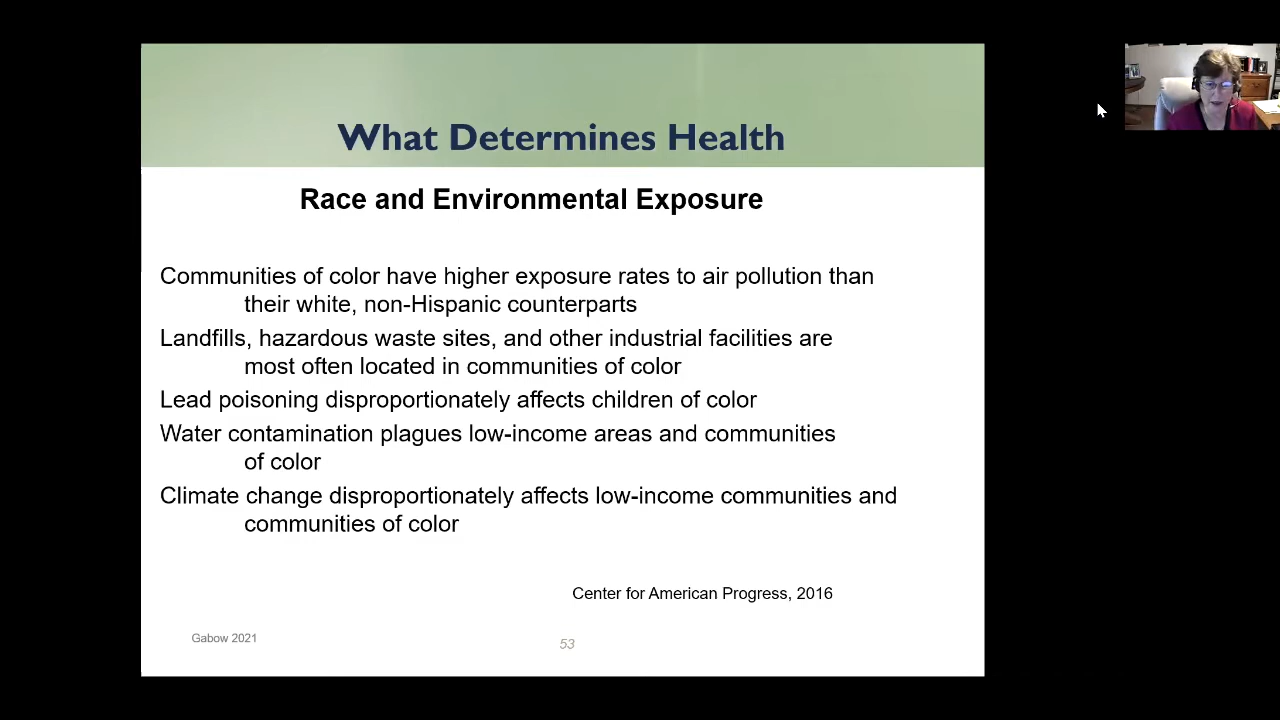 What Determines Health
Race and Environmental Exposure
Communities of color have higher exposure rates to air pollution than
their white, non-Hispanic counterparts
Landfills, hazardous waste sites, and other industrial facilities are
most often located in communities of color
Lead poisoning disproportionately affects children of color
Water contamination plagues low-income areas and communities
of color
Climate change disproportionately affects low-income communities and
communities of color
Center for American Progress, 2016
Gabow 2021
53